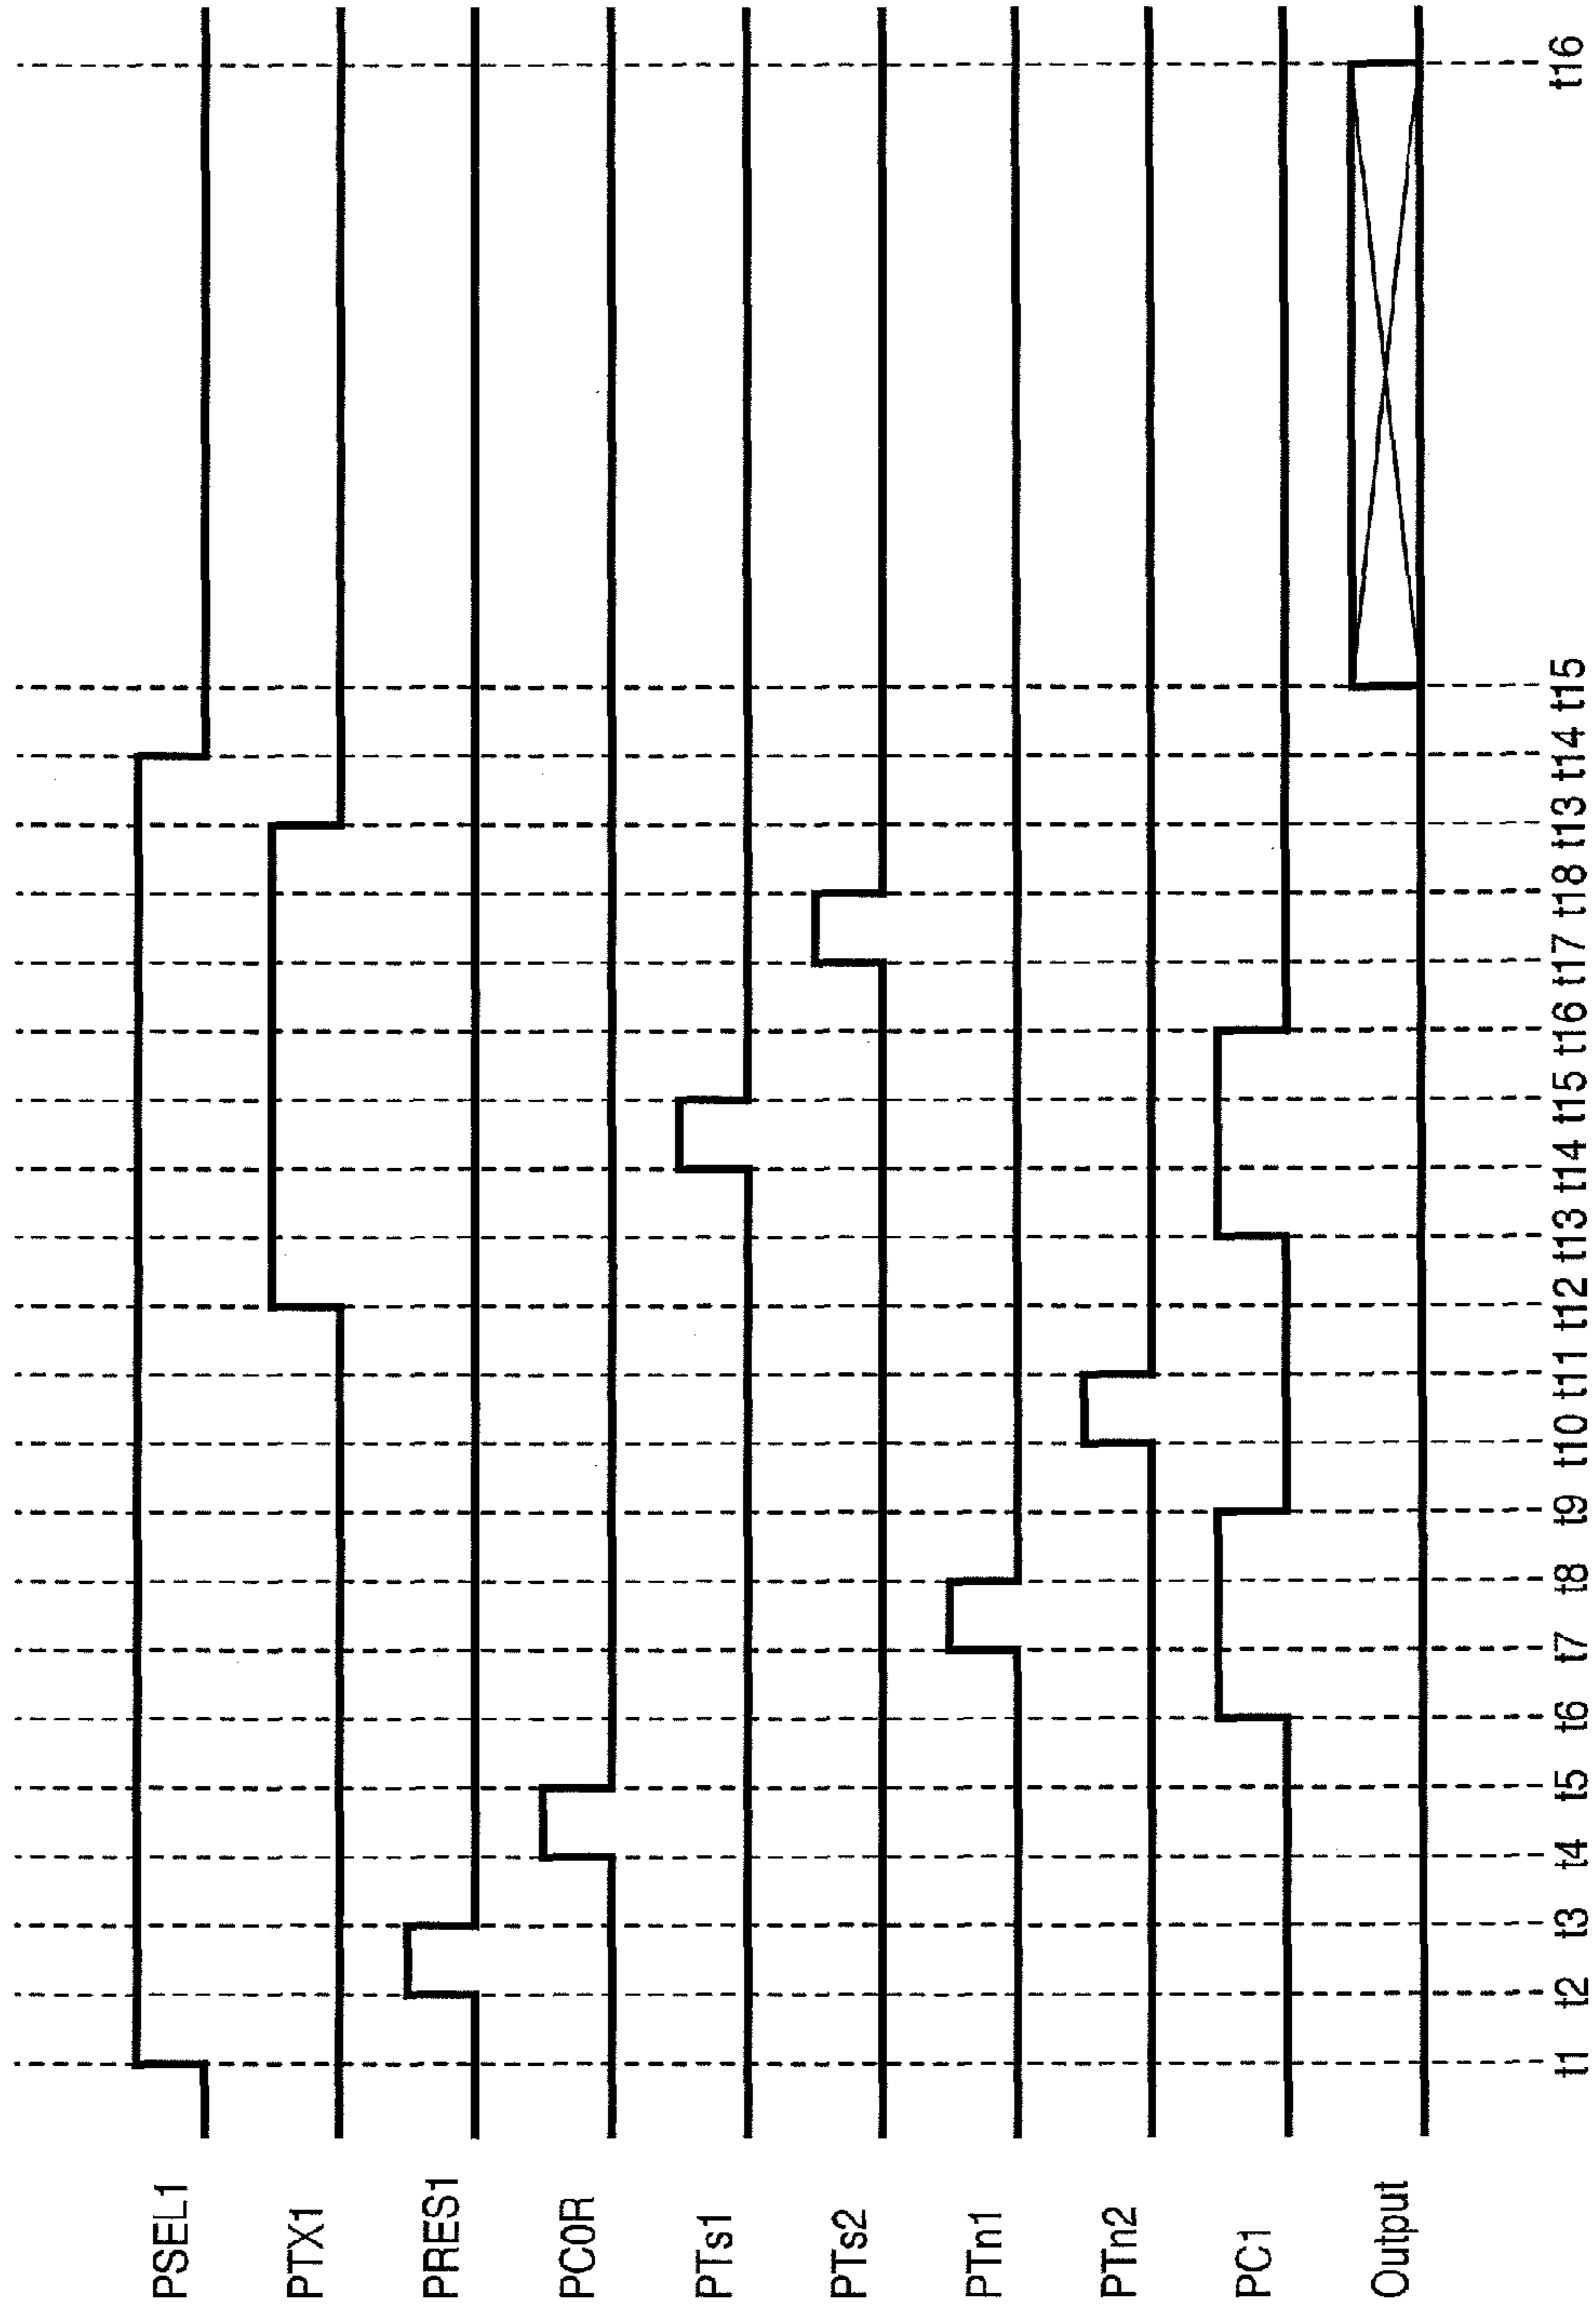 PSEL1
PTX1
PRES1
PC0R
PTs1
PTs2
PTn1
PTn2
PC1
Output
t1 t2 t3 t4 t5 t6 t7 t8 t9 t10 t11 t12 t13 t14 t15 t16 t17 t18 t13 t14 t15 t16